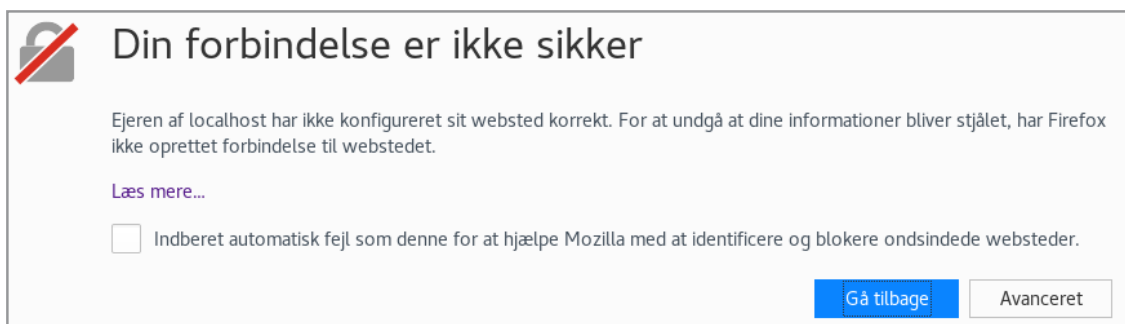 Din forbindelse er ikke sikker
Ejeren af localhost har ikke konfigureret sit websted korrekt. For at undgå at dine informationer bliver stjålet, har Firefox
ikke oprettet forbindelse til webstedet.
Læs mere...
Indberet automatisk fejl som denne for at hjælpe Mozilla med at identificere og blokere ondsindede websteder.
Gå tilbage Avanceret